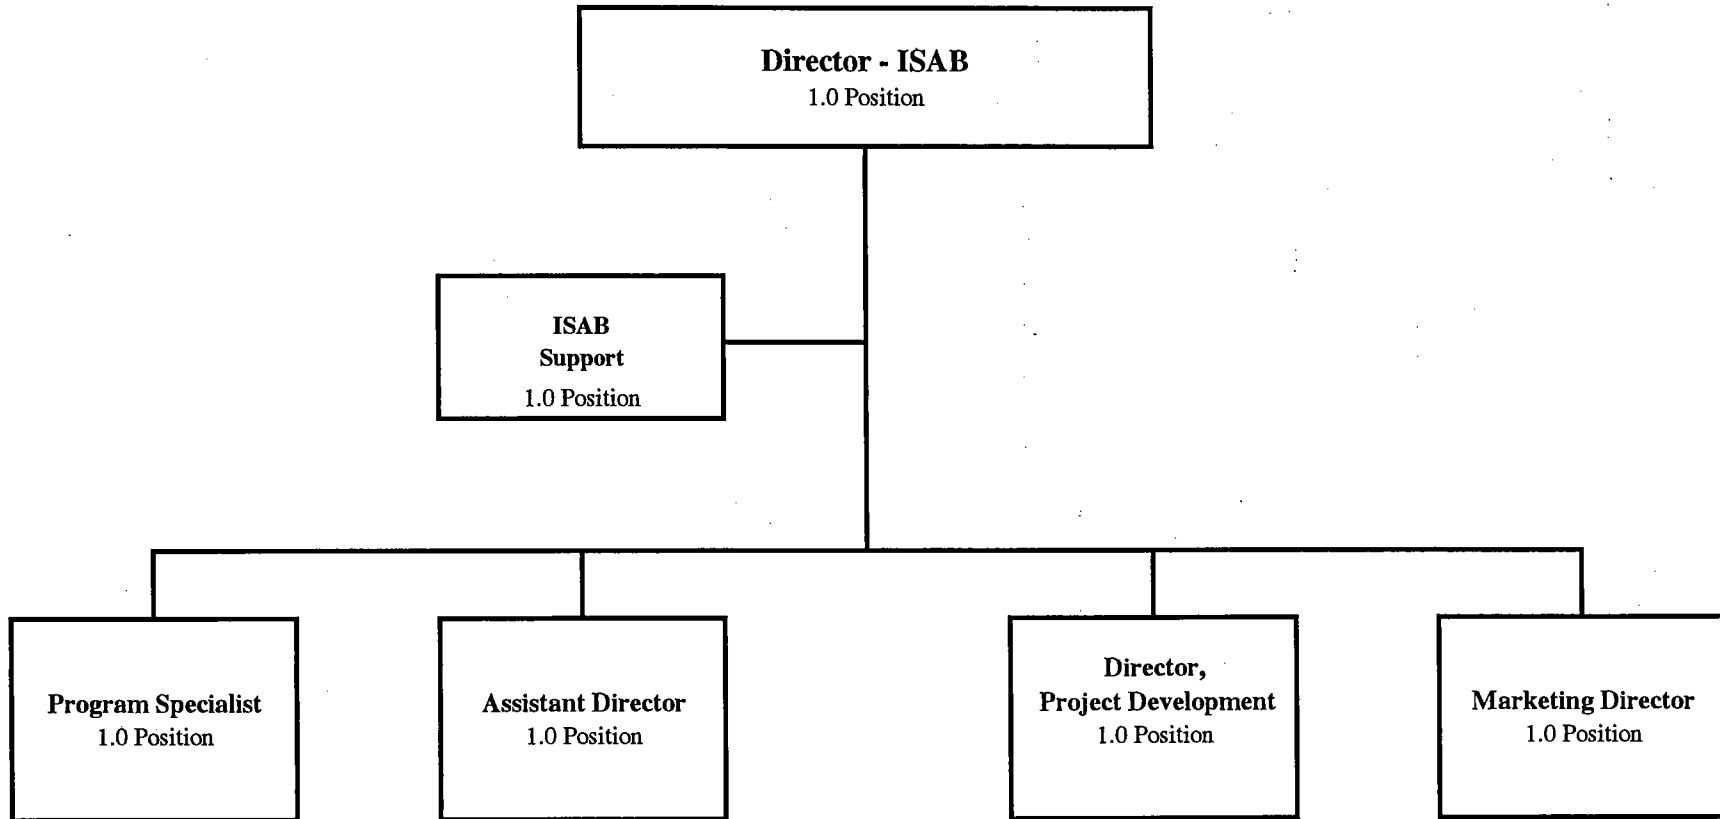 Director - ISAB
1.0 Position
ISAB
Support
1.0 Position
Program Specialist
1.0 Position
Assistant Director
1.0 Position
Director,
Project Development
1.0 Position
Marketing Director
1.0 Position